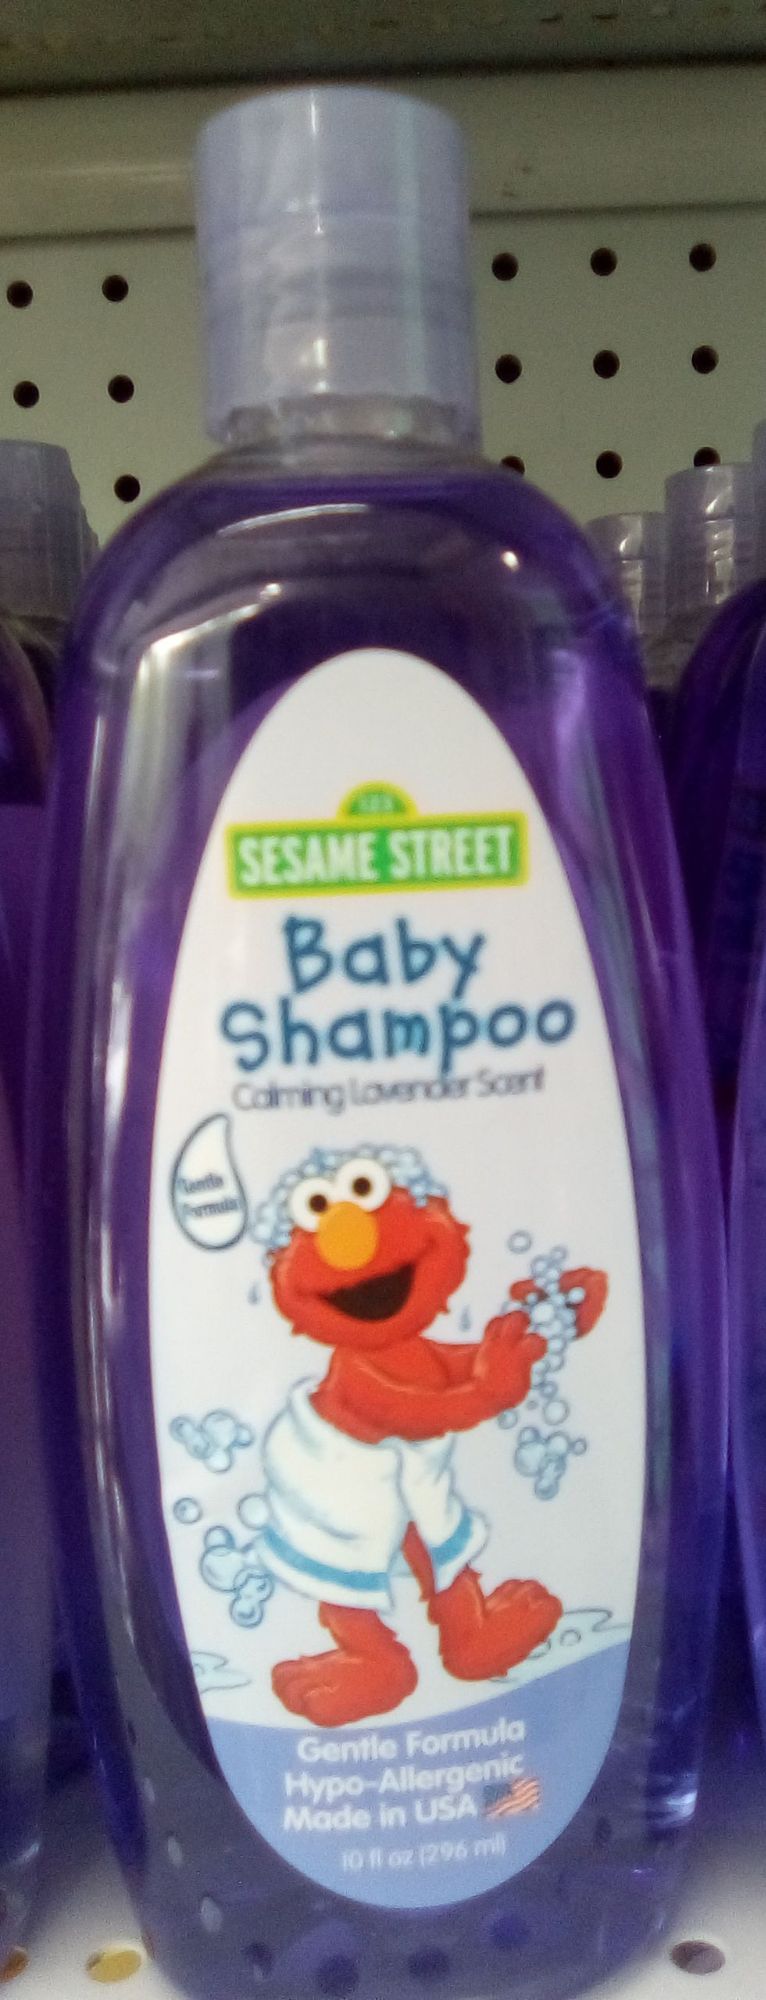 SESAME STREET
Baby
Shampoo
Calming Lavender Scent
Gentle
Formula
Gentle Formula
Hypo-Allergenic
Made in USA
10 fl oz (296 ml)